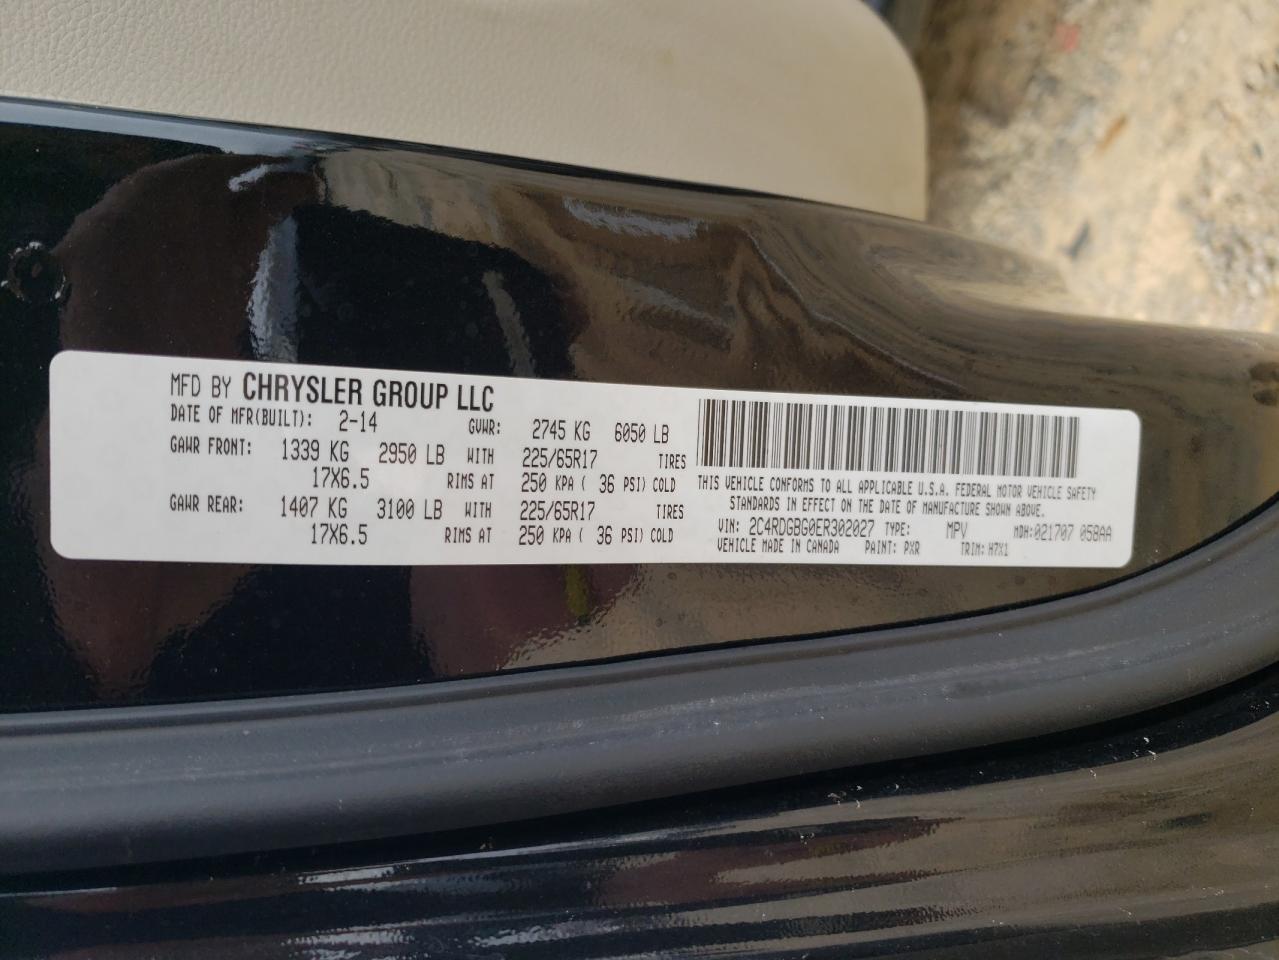 MFD BY CHRYSLER GROUP LLC
DATE OF MFR(BUILT): 2-14 GVWR: 2745 KG 6050 LB
GAWR FRONT: 1339 KG 2950 LB WITH 225/65R17 TIRES
17X6.5 RIMS AT 250 KPA ( 36 PSI) COLD
GAWR REAR: 1407 KG 3100 LB WITH 225/65R17 TIRES
17X6.5 RIMS AT 250 KPA ( 36 PSI) COLD
THIS VEHICLE CONFORMS TO ALL APPLICABLE U.S.A. FEDERAL MOTOR VEHICLE SAFETY
STANDARDS IN EFFECT ON THE DATE OF MANUFACTURE SHOWN ABOVE.
VIN: 2C4RDGBG0ER302027 TYPE: MPV MDH:021707 058AA
VEHICLE MADE IN CANADA PAINT: PXR TRIM: H7X1